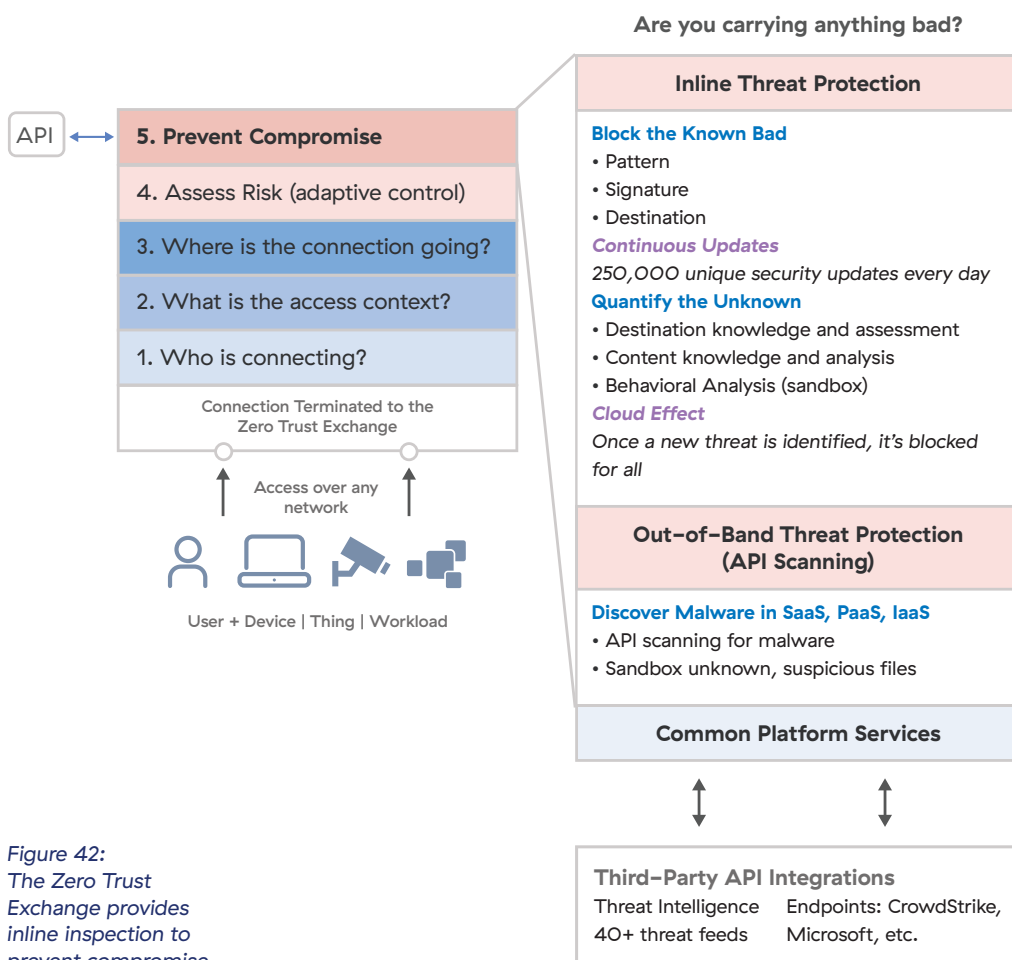 Are you carrying anything bad?
API
5. Prevent Compromise
4. Assess Risk (adaptive control)
3. Where is the connection going?
2. What is the access context?
1. Who is connecting?
Connection Terminated to the
Zero Trust Exchange
Access over any
network
User + Device | Thing | Workload
Inline Threat Protection
Block the Known Bad
• Pattern
• Signature
• Destination
Continuous Updates
250,000 unique security updates every day
Quantify the Unknown
• Destination knowledge and assessment
• Content knowledge and analysis
• Behavioral Analysis (sandbox)
Cloud Effect
Once a new threat is identified, it's blocked
for all
Out-of-Band Threat Protection
(API Scanning)
Discover Malware in SaaS, PaaS, IaaS
• API scanning for malware
• Sandbox unknown, suspicious files
Common Platform Services
Third-Party API Integrations
Threat Intelligence
40+ threat feeds
Endpoints: CrowdStrike,
Microsoft, etc.
Figure 42:
The Zero Trust
Exchange provides
inline inspection to
prevent compromise